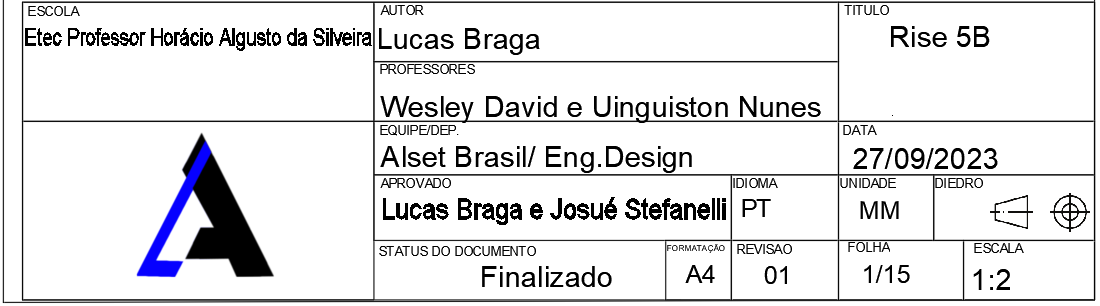 ESCOLA
Etec Professor Horácio Algusto da Silveira
AUTOR
Lucas Braga
TITULO
Rise 5B
PROFESSORES
Wesley David e Uinguiston Nunes
EQUIPE/DEP.
Alset Brasil/ Eng.Design
DATA
27/09/2023
APROVADO
Lucas Braga e Josué Stefanelli
IDIOMA
PT
UNIDADE
MM
DIEDRO
STATUS DO DOCUMENTO
Finalizado
FORMATAÇÃO
A4
REVISAO
01
FOLHA
1/15
ESCALA
1:2